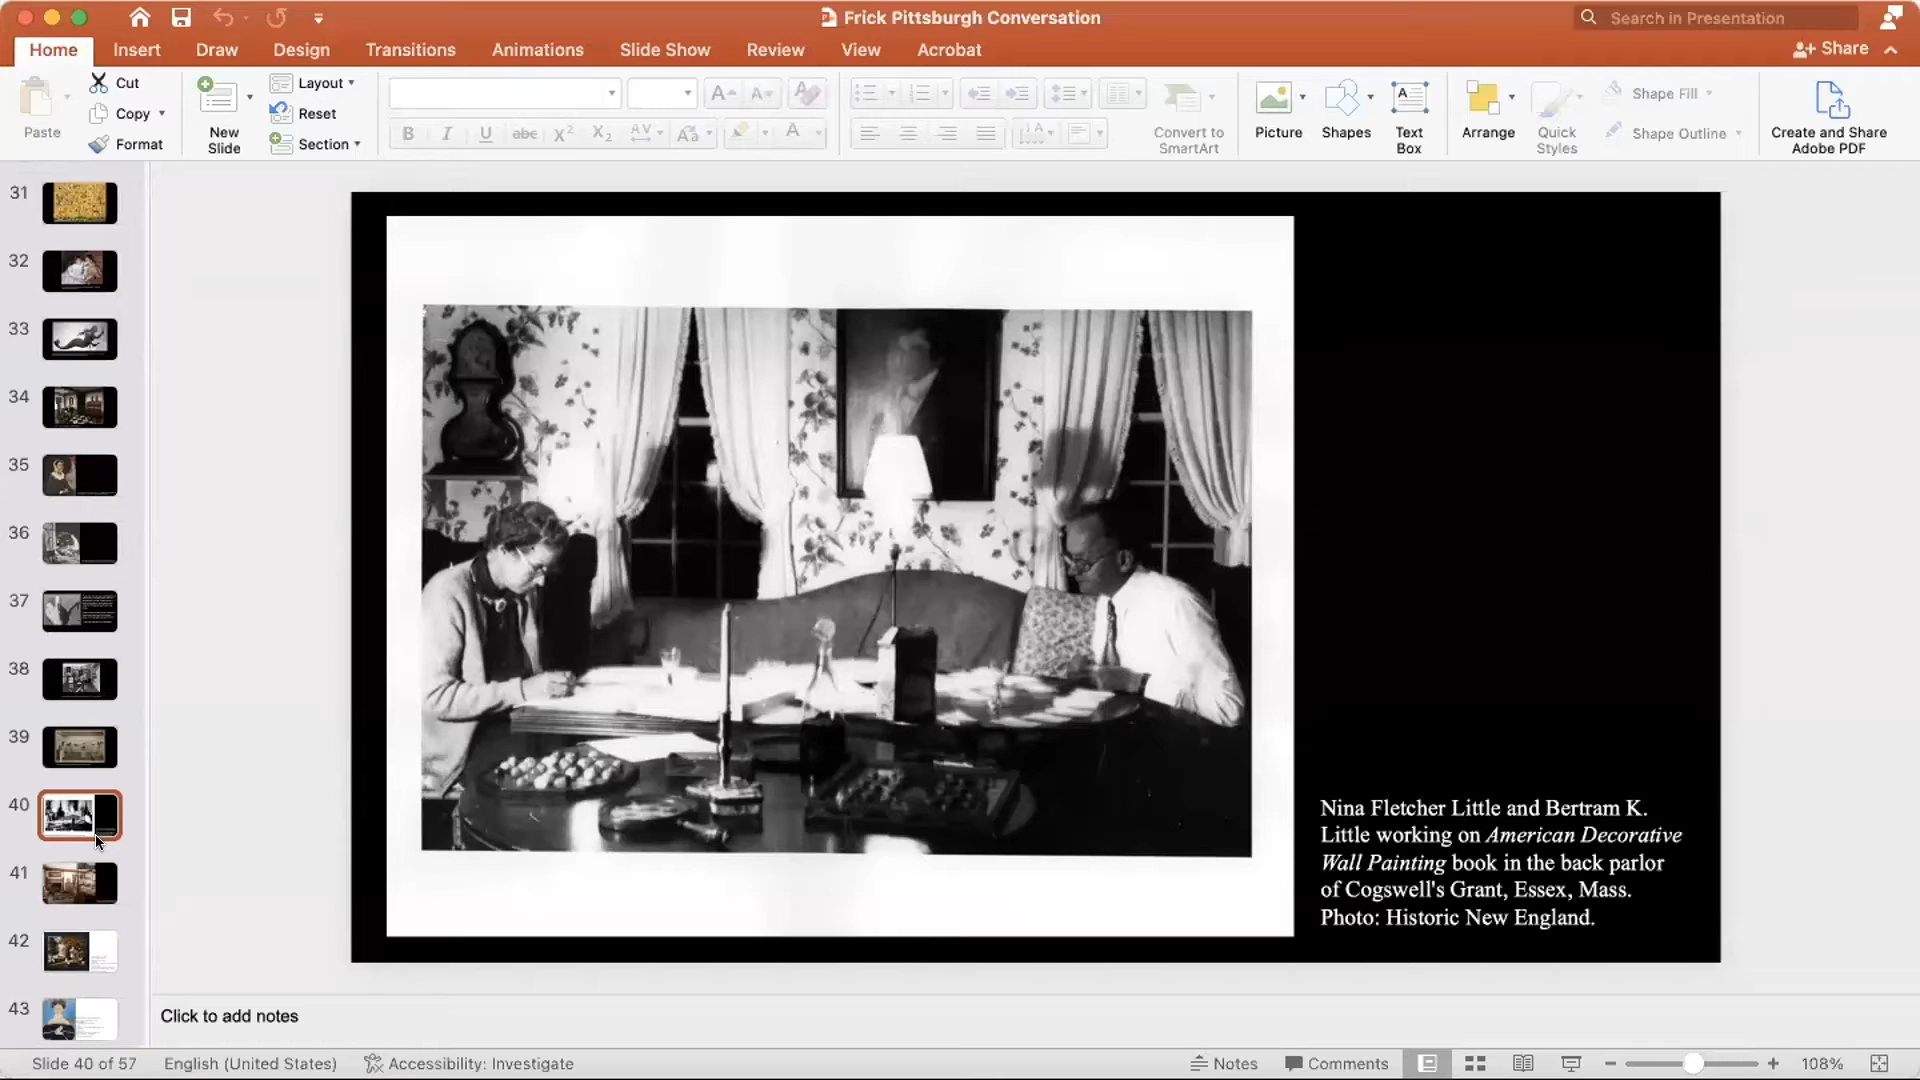 Frick Pittsburgh Conversation
Search in Presentation
Home Insert Draw Design Transitions Animations Slide Show Review View Acrobat
Share
Paste
Cut
Copy
Format
New Slide
Layout
Reset
Section
Convert to SmartArt
Picture
Shapes
Text Box
Arrange
Quick Styles
Shape Fill
Shape Outline
Create and Share Adobe PDF
31
32
33
34
35
36
37
38
39
40
41
42
43
Nina Fletcher Little and Bertram K.
Little working on American Decorative
Wall Painting book in the back parlor
of Cogswell's Grant, Essex, Mass.
Photo: Historic New England.
Click to add notes
Slide 40 of 57 English (United States) Accessibility: Investigate Notes Comments 108%